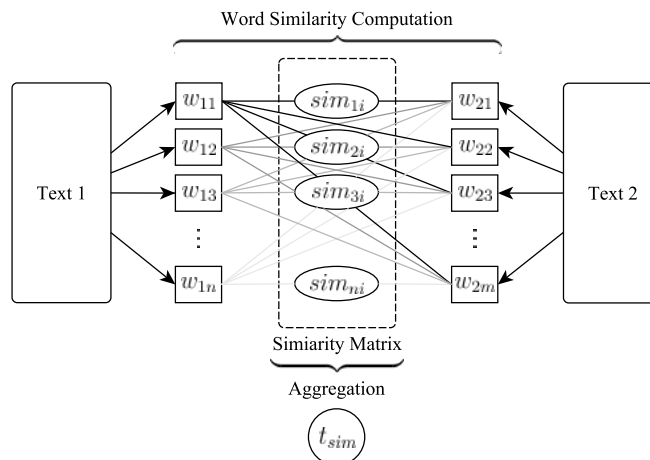 Word Similarity Computation
Text 1
w11 sim1i w21
w12 sim2i w22
w13 sim3i w23
⋮ ⋮
w1n simni w2m
Text 2
Simiarity Matrix
Aggregation
tsim